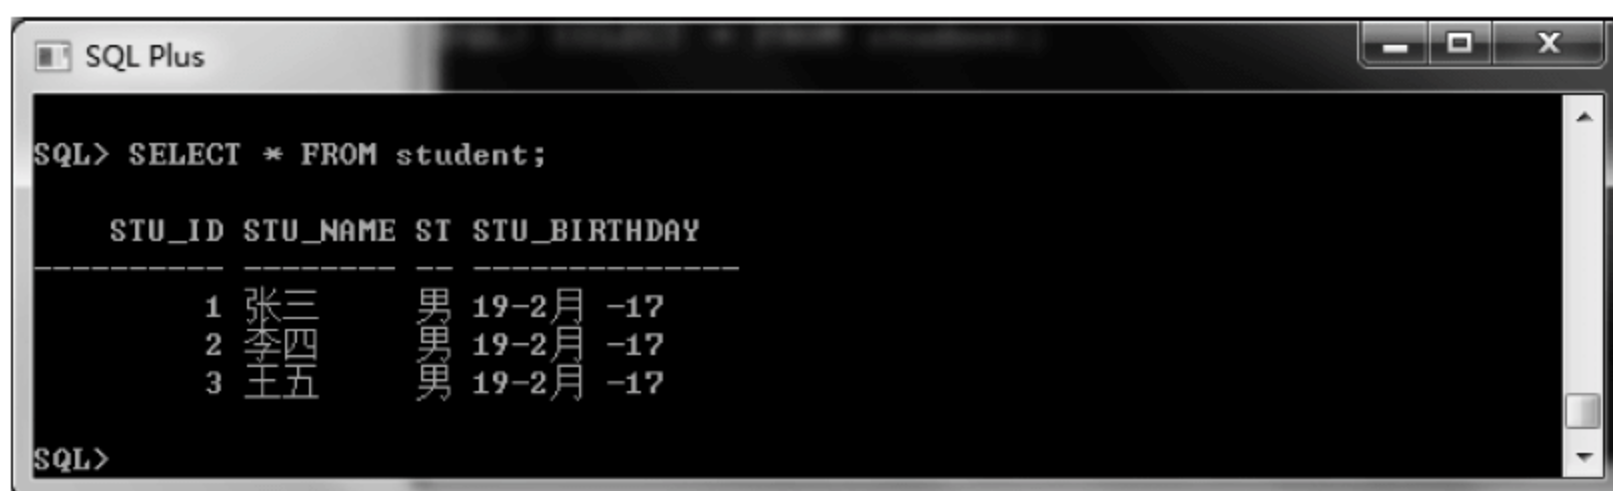 SQL Plus
SQL> SELECT * FROM student;
STU_ID STU_NAME ST STU_BIRTHDAY
---------- -------- -- --------------
1 张三 男 19-2月 -17
2 李四 男 19-2月 -17
3 王五 男 19-2月 -17
SQL>